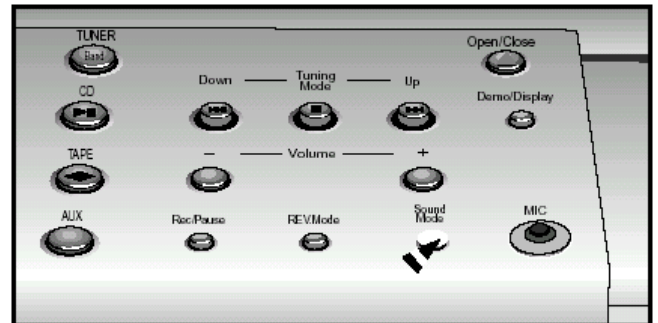 TUNER
Band
Open/Close
Down
Tuning
Mode
Up
CD
Demo/Display
TAPE
– Volume +
AUX
Rec/Pause
REV.Mode
Sound
Mode
MIC